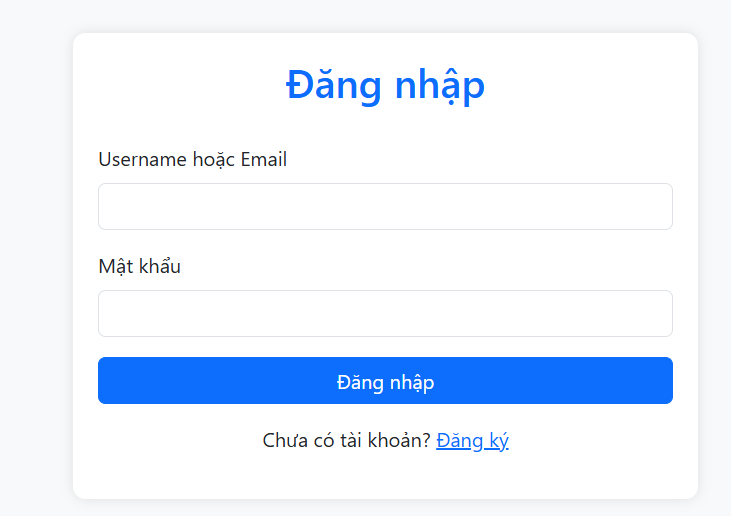 Đăng nhập
Username hoặc Email
Mật khẩu
Đăng nhập
Chưa có tài khoản? Đăng ký